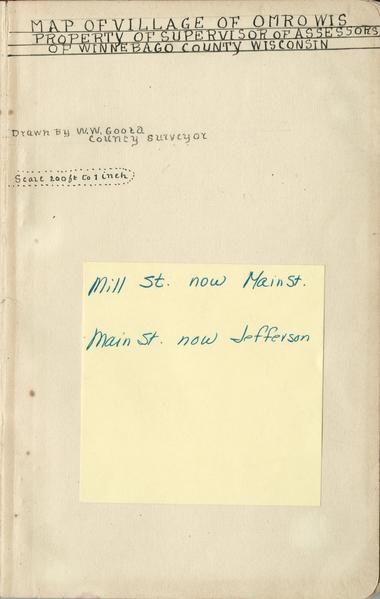 MAP OF VILLAGE OF OMRO WIS
PROPERTY OF SUPERVISOR OF ASSESSORS
OF WINNEBAGO COUNTY WISCONSIN
Drawn By W.W. Goota
County Surveyor
Scale 200 ft to 1 inch
Mill St. now Main St.
Main St. now Jefferson